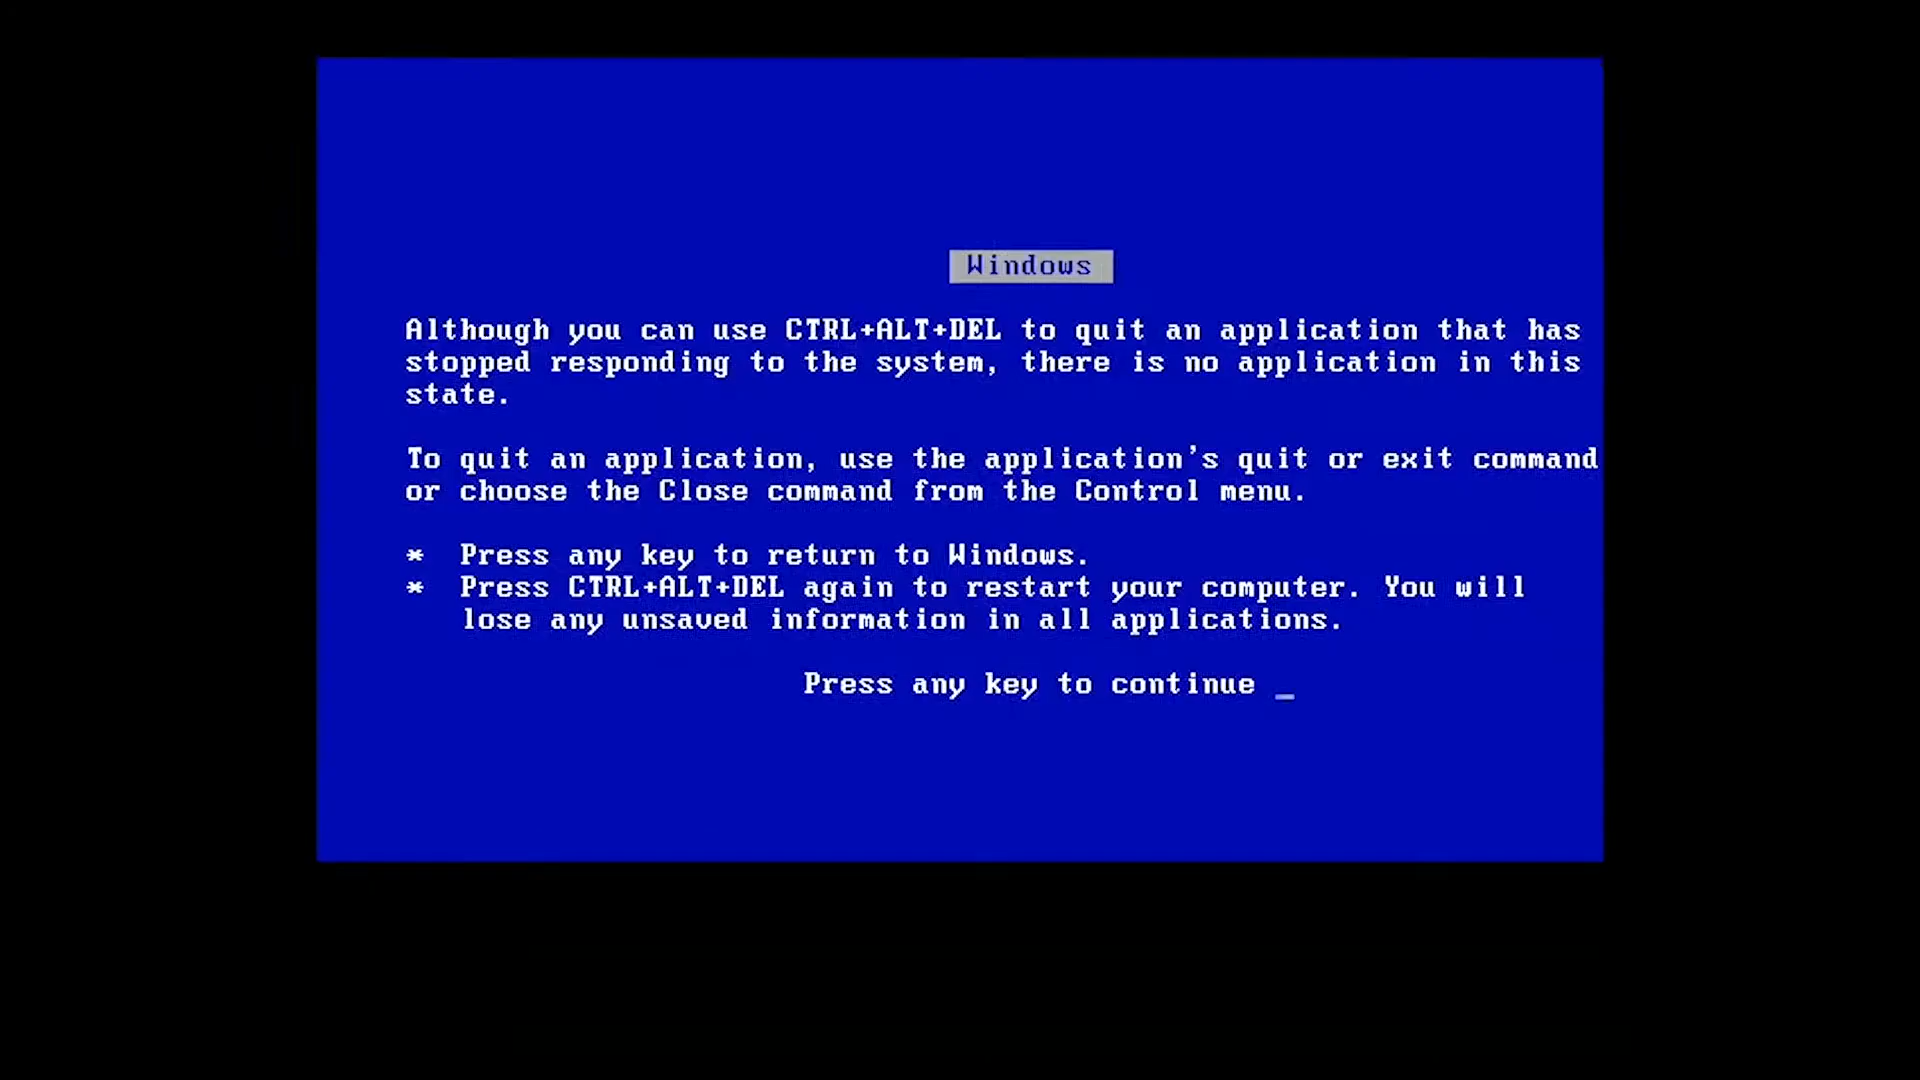 Windows
Although you can use CTRL+ALT+DEL to quit an application that has
stopped responding to the system, there is no application in this
state.
To quit an application, use the application's quit or exit command
or choose the Close command from the Control menu.
* Press any key to return to Windows.
* Press CTRL+ALT+DEL again to restart your computer. You will
lose any unsaved information in all applications.
Press any key to continue _